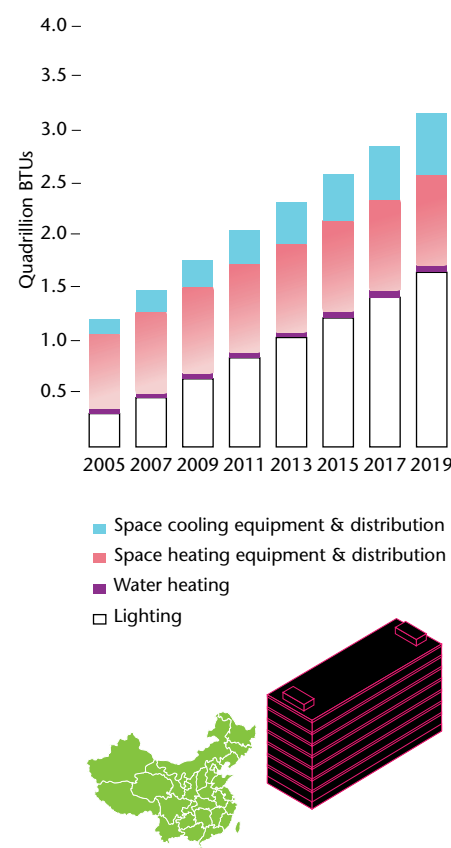 4.0
3.5
3.0
2.5
2.0
1.5
1.0
0.5
Quadrillion BTUs
2005 2007 2009 2011 2013 2015 2017 2019
Space cooling equipment & distribution
Space heating equipment & distribution
Water heating
Lighting